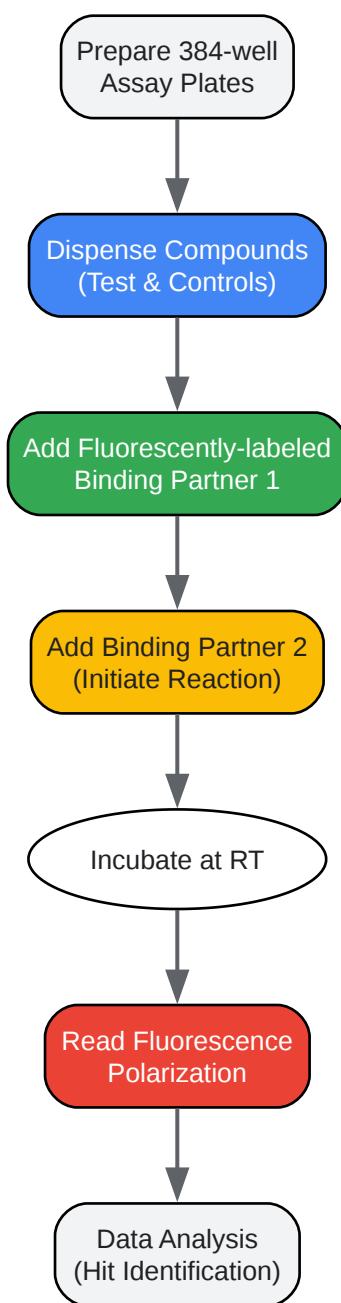 Prepare 384-well
Assay Plates
Dispense Compounds
(Test & Controls)
Add Fluorescently-labeled
Binding Partner 1
Add Binding Partner 2
(Initiate Reaction)
Incubate at RT
Read Fluorescence
Polarization
Data Analysis
(Hit Identification)